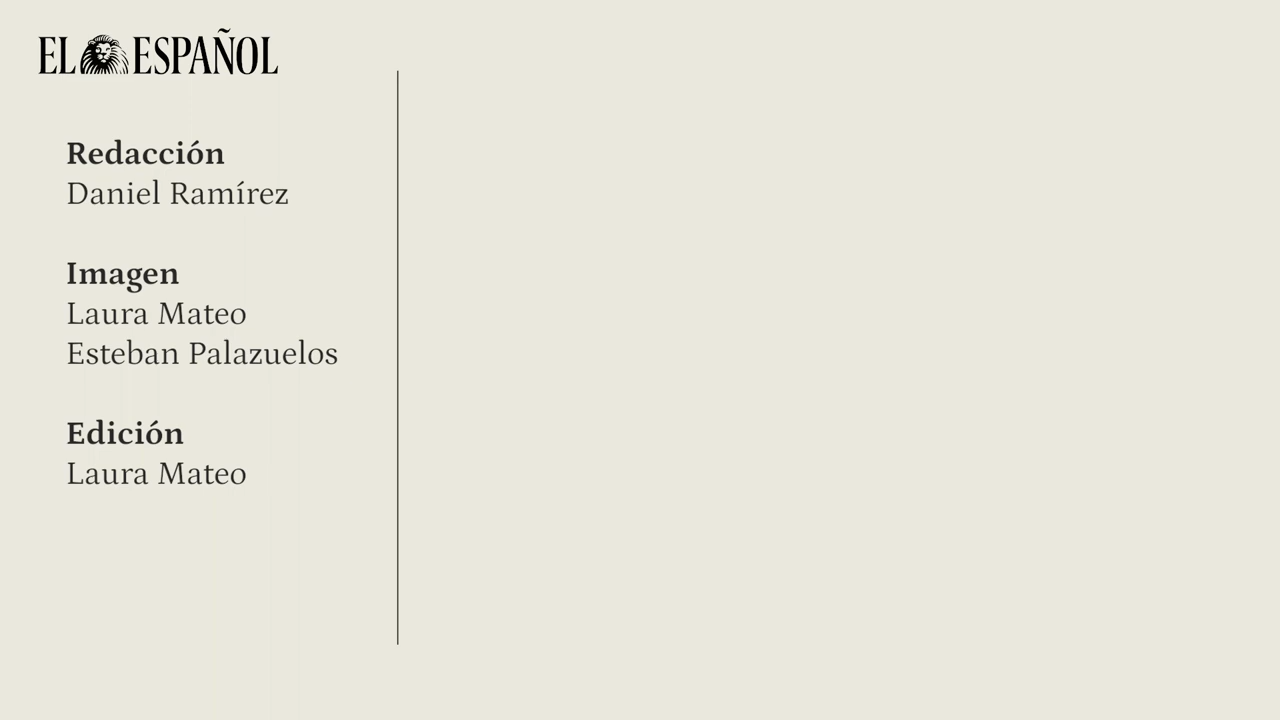 EL ESPAÑOL
Redacción
Daniel Ramírez
Imagen
Laura Mateo
Esteban Palazuelos
Edición
Laura Mateo